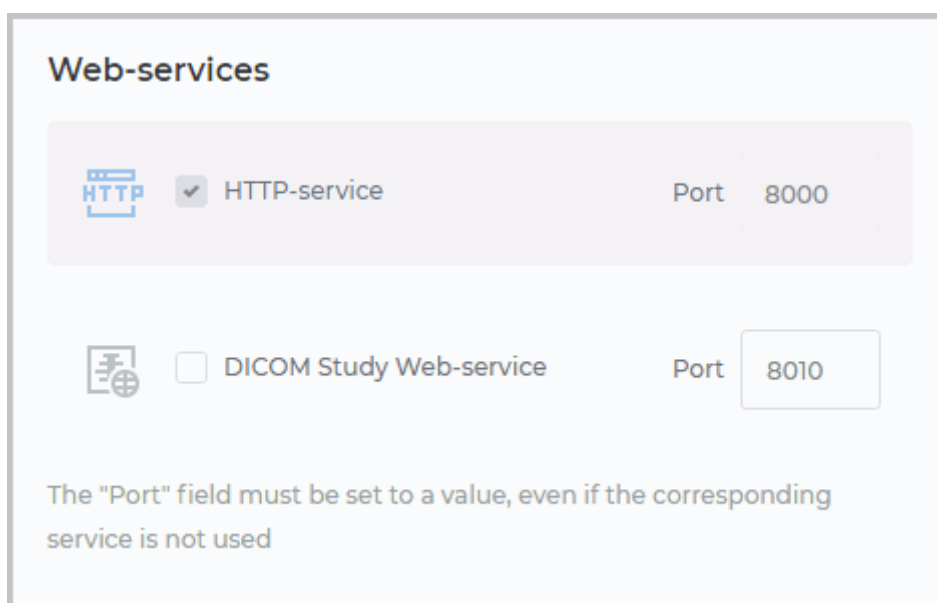 Web-services
HTTP
HTTP-service
Port
8000
DICOM Study Web-service
Port
8010
The "Port" field must be set to a value, even if the corresponding
service is not used